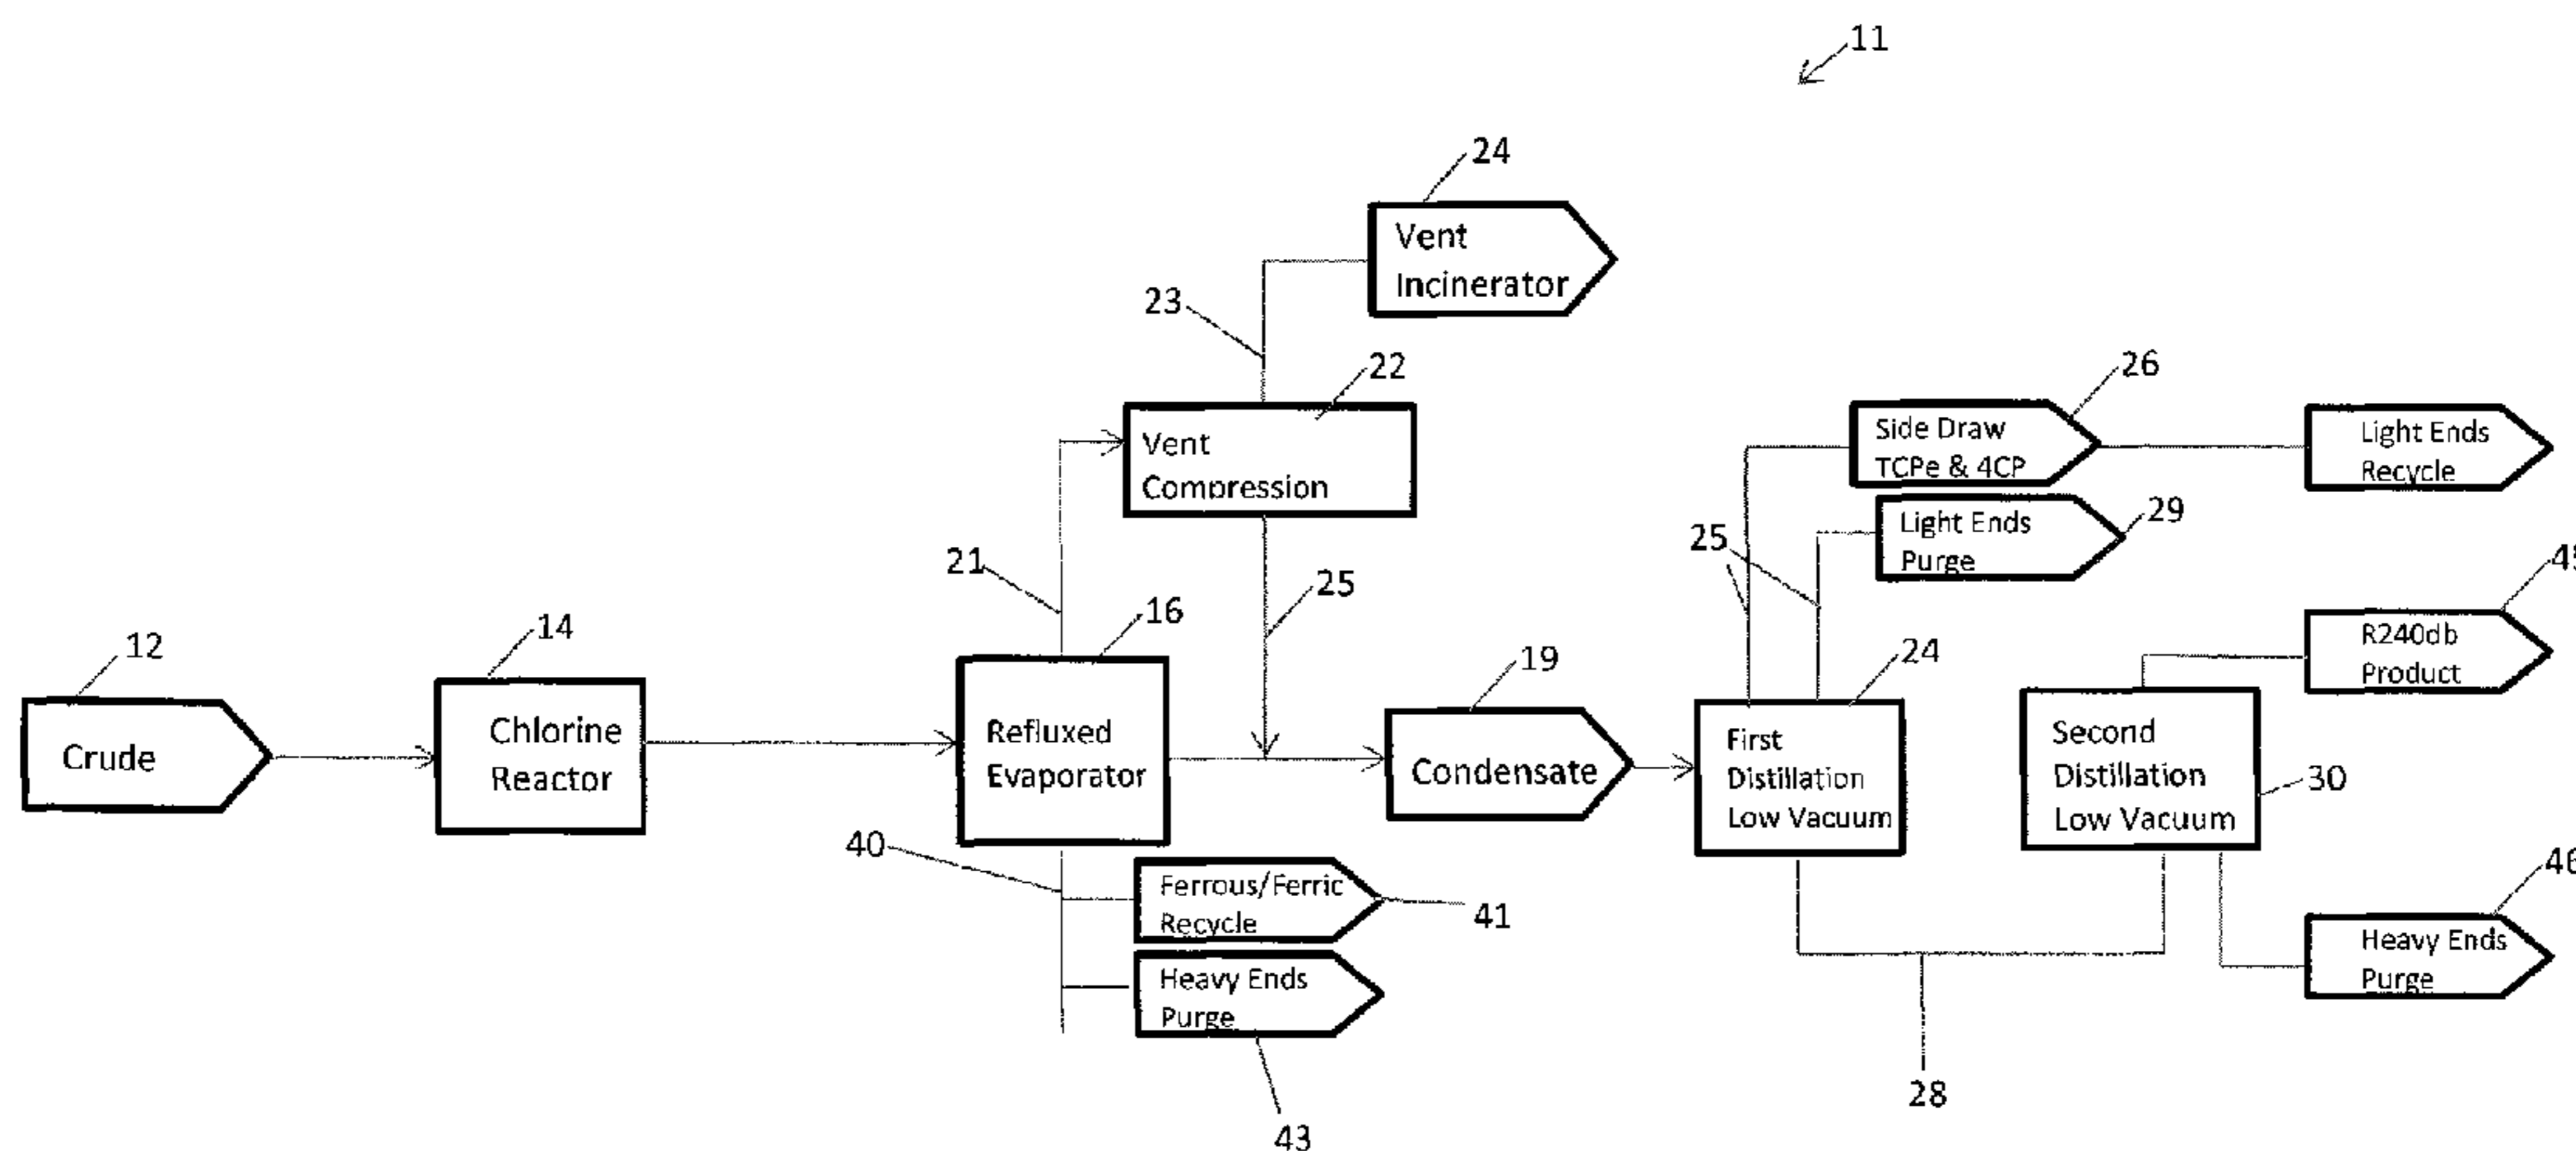 11
24
Vent
Incinerator
23
22
Vent
Compression
26
Side Draw
TCPe & 4CP
Light Ends
Recycle
Light Ends
Purge
29
25
21
25
45
R240db
Product
12
Crude
14
Chlorine
Reactor
16
Refluxed
Evaporator
19
Condensate
24
First
Distillation
Low Vacuum
Second
Distillation
Low Vacuum
30
40
Ferrous/Ferric
Recycle
41
Heavy Ends
Purge
43
28
46
Heavy Ends
Purge